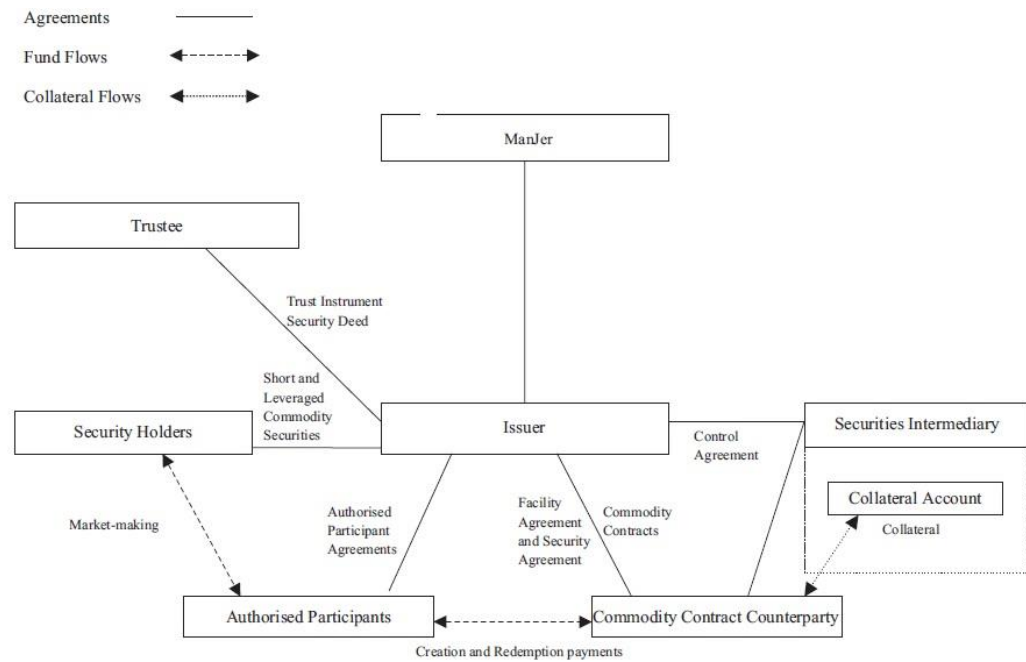 Agreements
Fund Flows
Collateral Flows
ManJer
Trustee
Trust Instrument
Security Deed
Short and
Leveraged
Commodity
Securities
Security Holders
Issuer
Control
Agreement
Securities Intermediary
Collateral Account
Collateral
Market-making
Authorised
Participant
Agreements
Facility
Agreement
and Security
Agreement
Commodity
Contracts
Authorised Participants
Commodity Contract Counterparty
Creation and Redemption payments